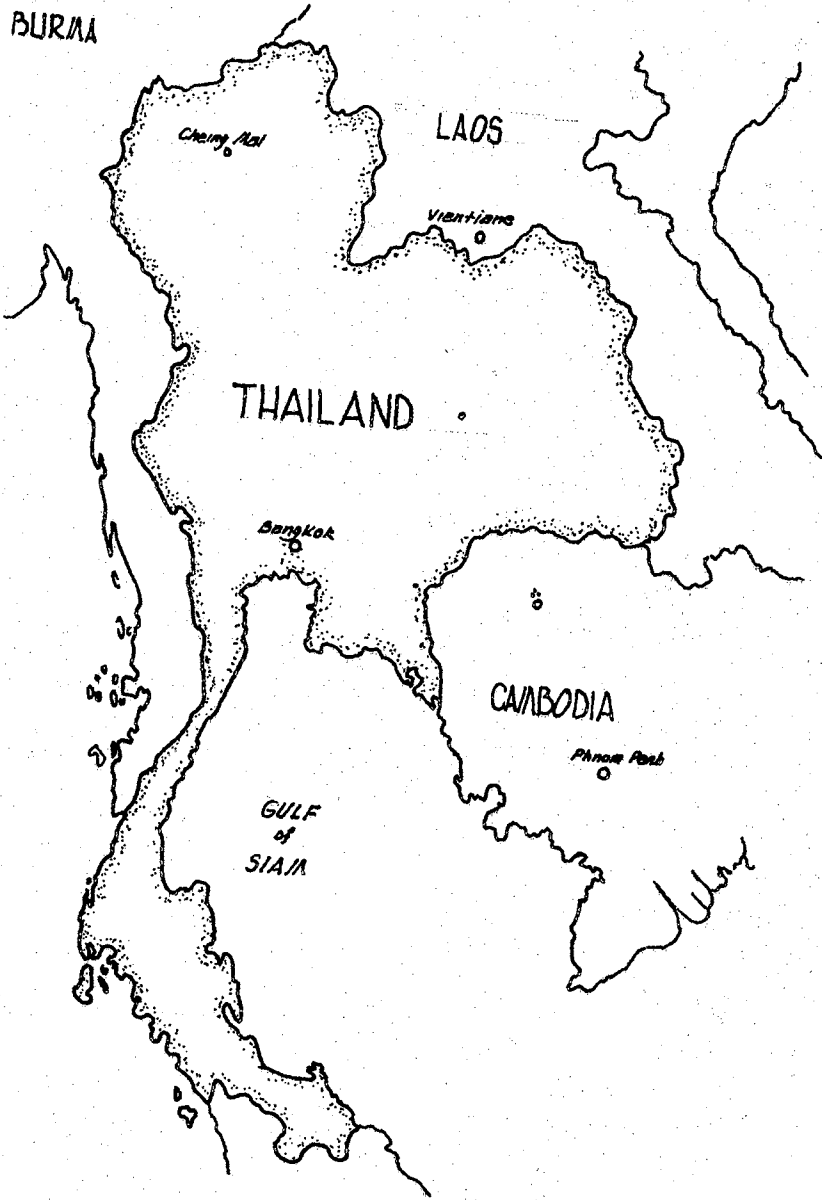 BURMA
Cheing Mai
LAOS
Vientiane
THAILAND
Bangkok
CAMBODIA
Phnom Penh
GULF
of
SIAM